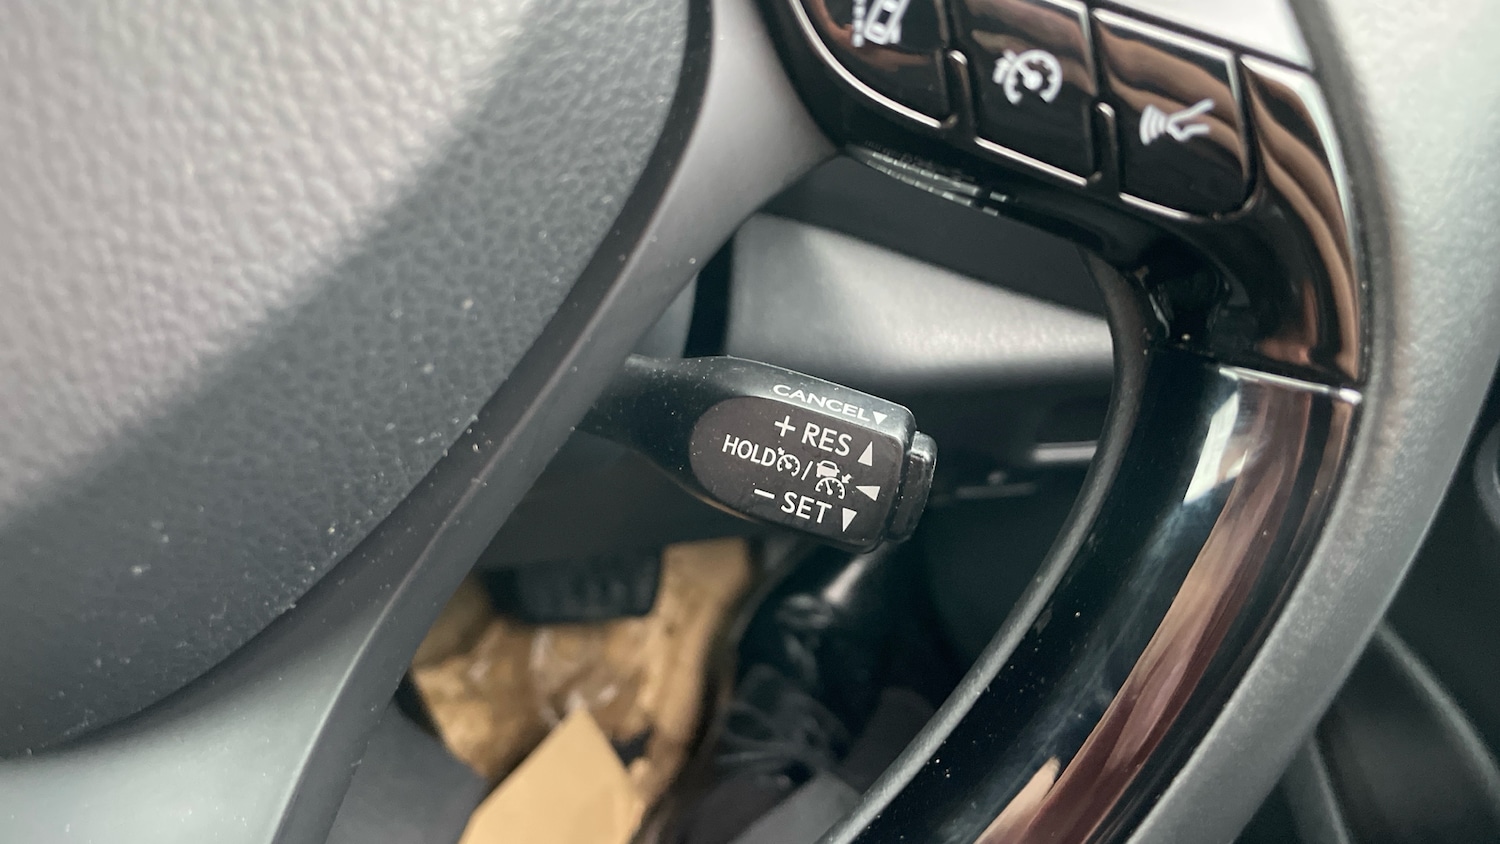 CANCEL▼
+ RES ▲
HOLD / ◀
− SET ▼